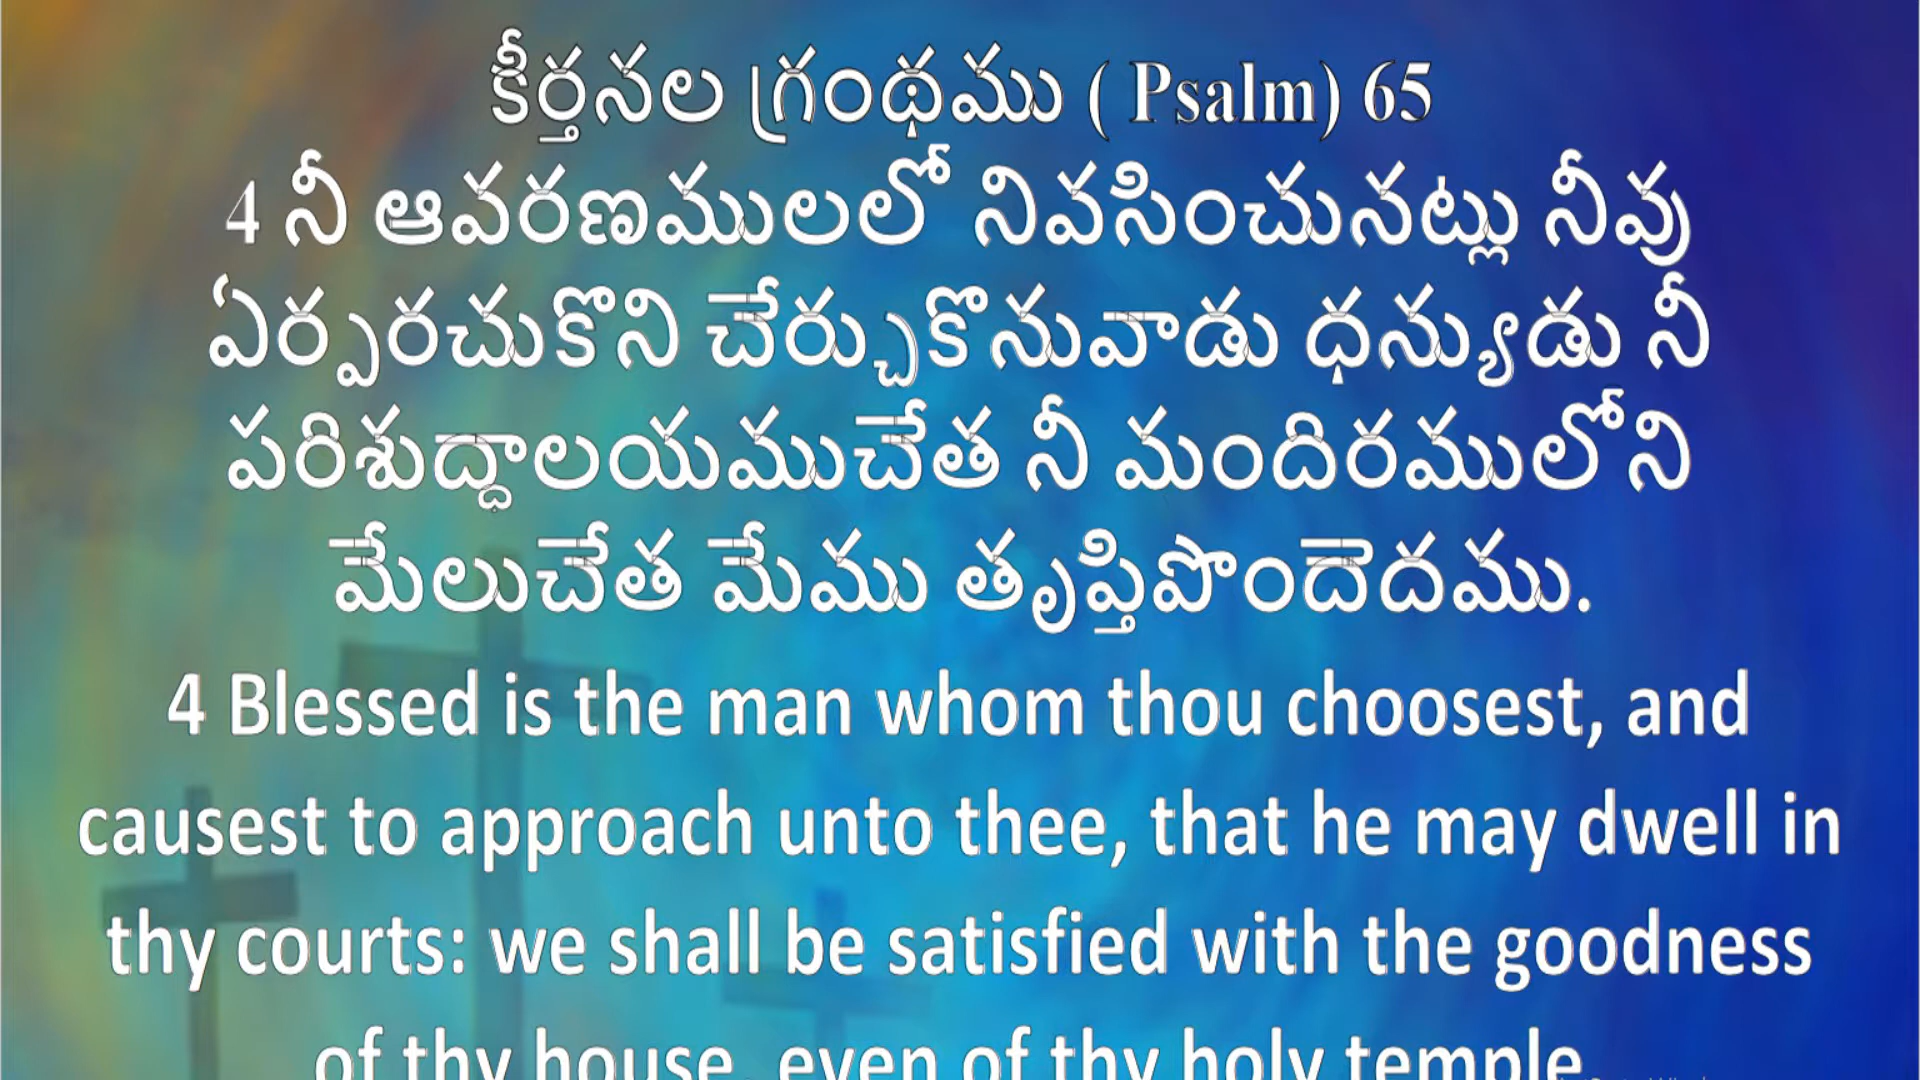 కీర్తనల గ్రంథము ( Psalm) 65
4 నీ ఆవరణములలో నివసించునట్లు నీవు
ఏర్పరచుకొని చేర్చుకొనువాడు ధన్యుడు నీ
పరిశుద్ధాలయముచేత నీ మందిరములోని
మేలుచేత మేము తృప్తిపొందెదము.
4 Blessed is the man whom thou choosest, and
causest to approach unto thee, that he may dwell in
thy courts: we shall be satisfied with the goodness
of thy house, even of thy holy temple.